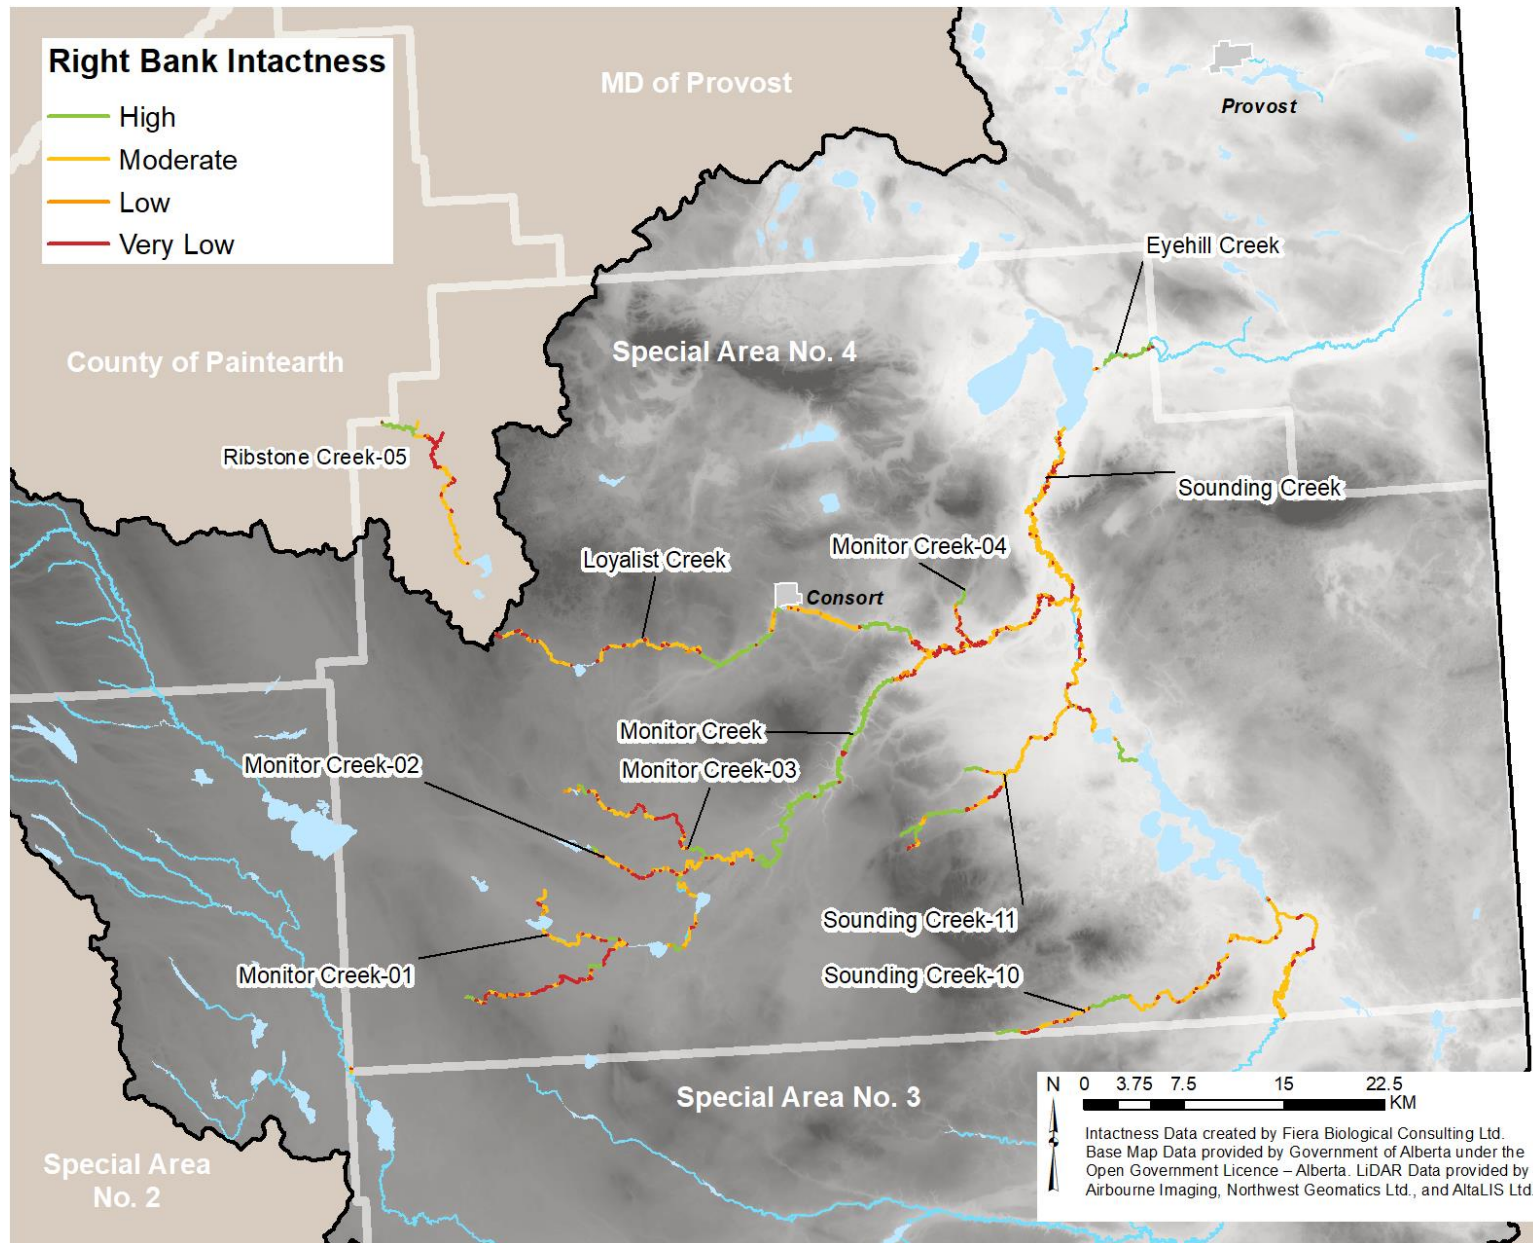 Right Bank Intactness
High
Moderate
Low
Very Low
MD of Provost
Provost
Eyehill Creek
County of Paintearth
Special Area No. 4
Ribstone Creek-05
Sounding Creek
Loyalist Creek
Monitor Creek-04
Consort
Monitor Creek
Monitor Creek-02
Monitor Creek-03
Sounding Creek-11
Monitor Creek-01
Sounding Creek-10
Special Area No. 3
Special Area
No. 2
N 0 3.75 7.5 15 22.5
KM
Intactness Data created by Fiera Biological Consulting Ltd.
Base Map Data provided by Government of Alberta under the
Open Government Licence – Alberta. LiDAR Data provided by
Airbourne Imaging, Northwest Geomatics Ltd., and AltaLIS Ltd